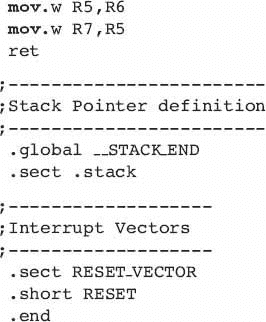 mov.w R5,R6
mov.w R7,R5
ret
;-------------------------
;Stack Pointer definition
;-------------------------
.global __STACK_END
.sect .stack
;--------------------
;Interrupt Vectors
;--------------------
.sect RESET_VECTOR
.short RESET
.end